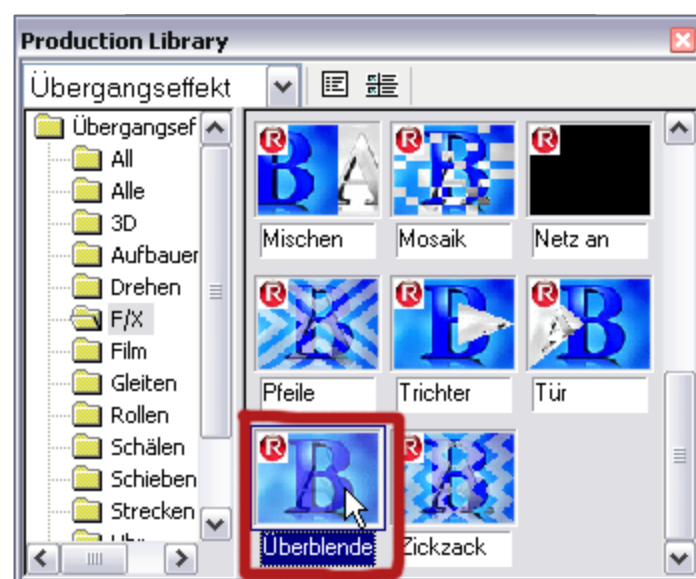 Production Library
Übergangseffekt
Übergangsef
All
Alle
3D
Aufbauer
Drehen
F/X
Film
Gleiten
Rollen
Schälen
Schieben
Strecken
Mischen
Mosaik
Netz an
Pfeile
Trichter
Tür
Überblende
Zickzack